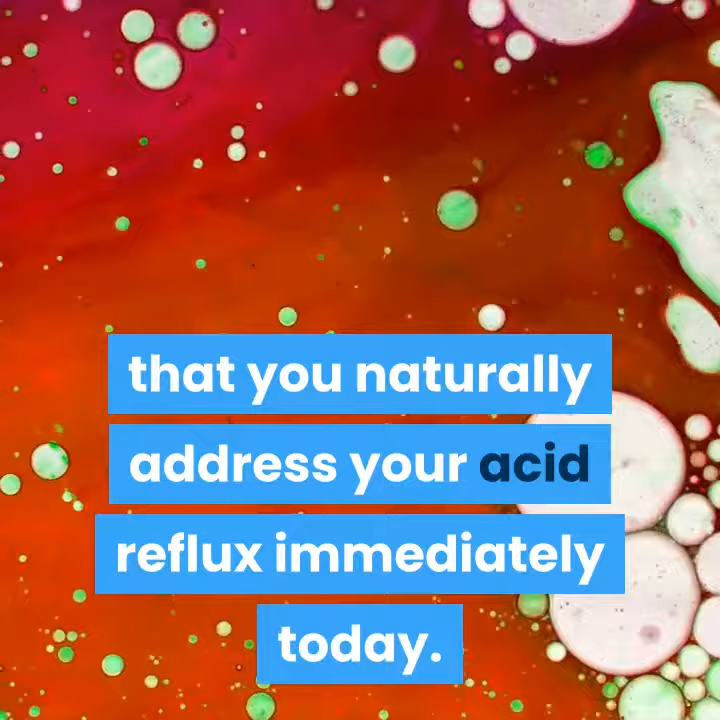 that you naturally
address your acid
reflux immediately
today.